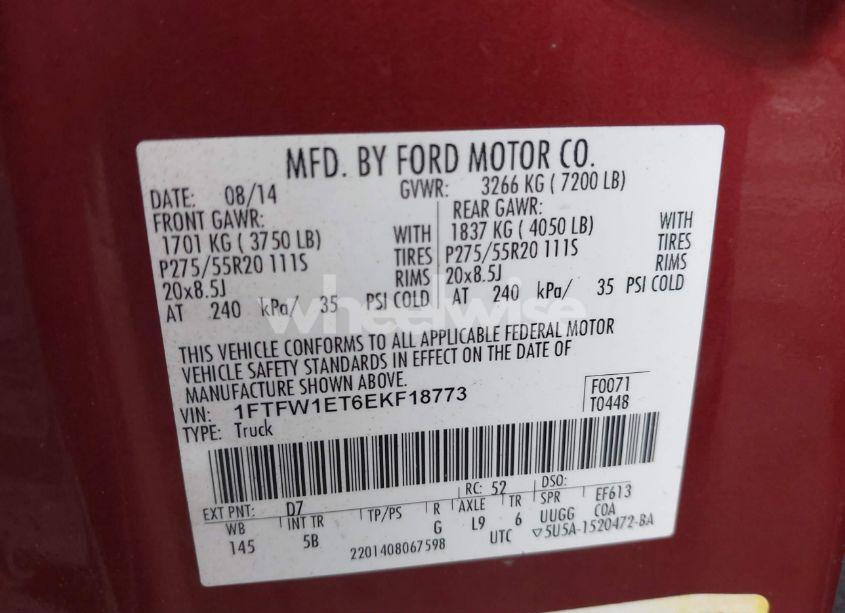 MFD. BY FORD MOTOR CO.
DATE: 08/14 GVWR: 3266 KG ( 7200 LB)
FRONT GAWR: REAR GAWR:
1701 KG ( 3750 LB) WITH 1837 KG ( 4050 LB) WITH
P275/55R20 111S TIRES P275/55R20 111S TIRES
20x8.5J RIMS 20x8.5J RIMS
AT 240 kPa/ 35 PSI COLD AT 240 kPa/ 35 PSI COLD
wheelwise
THIS VEHICLE CONFORMS TO ALL APPLICABLE FEDERAL MOTOR
VEHICLE SAFETY STANDARDS IN EFFECT ON THE DATE OF
MANUFACTURE SHOWN ABOVE.
VIN: 1FTFW1ET6EKF18773 F0071
TYPE: Truck T0448
EXT PNT: D7 RC: 52 DSO:
WB INT TR TP/PS R AXLE TR SPR EF613
145 5B G L9 6 UUGG COA
2201408067598 UTC ▽5U5A-1520472-BA